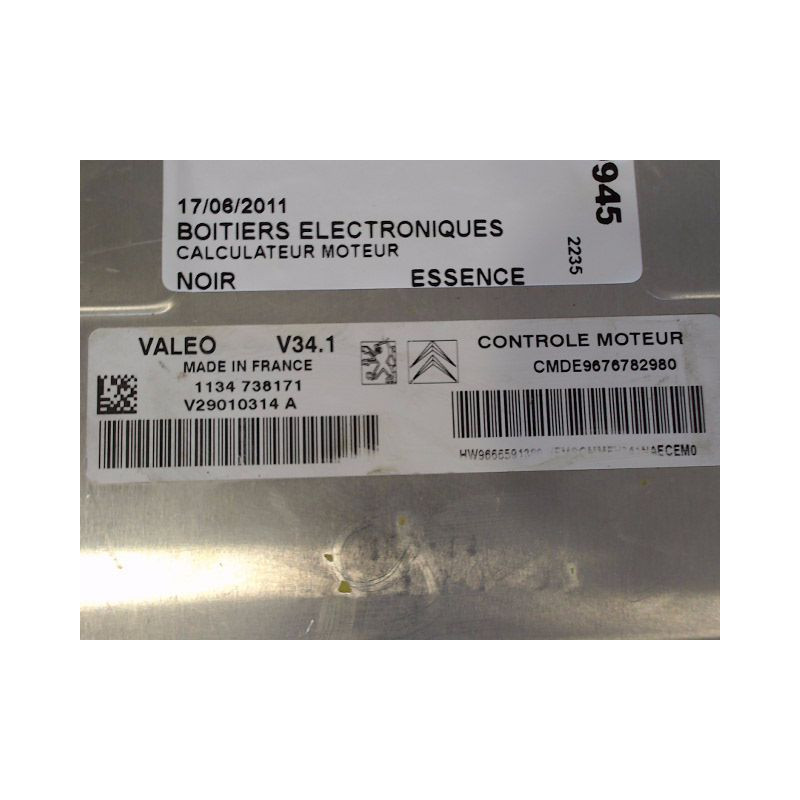 945
2235
17/06/2011
BOITIERS ELECTRONIQUES
CALCULATEUR MOTEUR
NOIR ESSENCE
VALEO V34.1
MADE IN FRANCE
1134 738171
V29010314 A
CONTROLE MOTEUR
CMDE9676782980